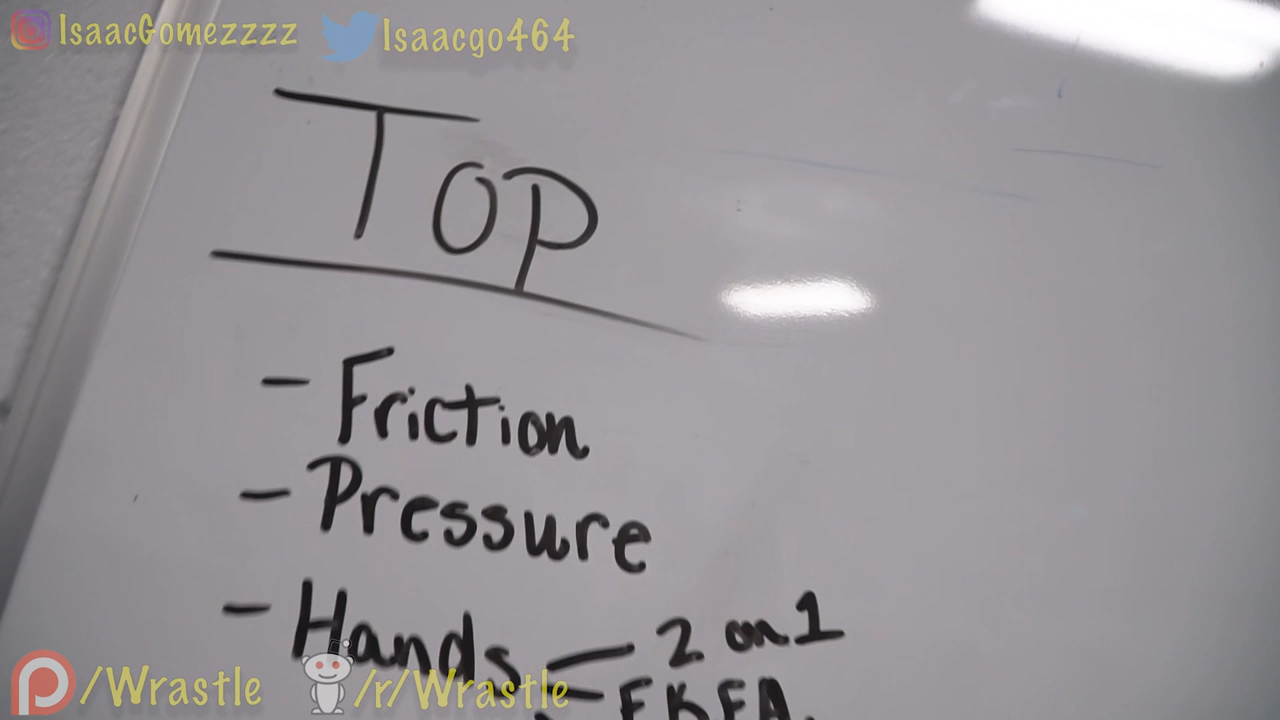 IsaacGomezzzz Isaacgo464
TOP
- Friction
- Pressure
- Hands 2 on 1
/Wrastle /r/Wrastle